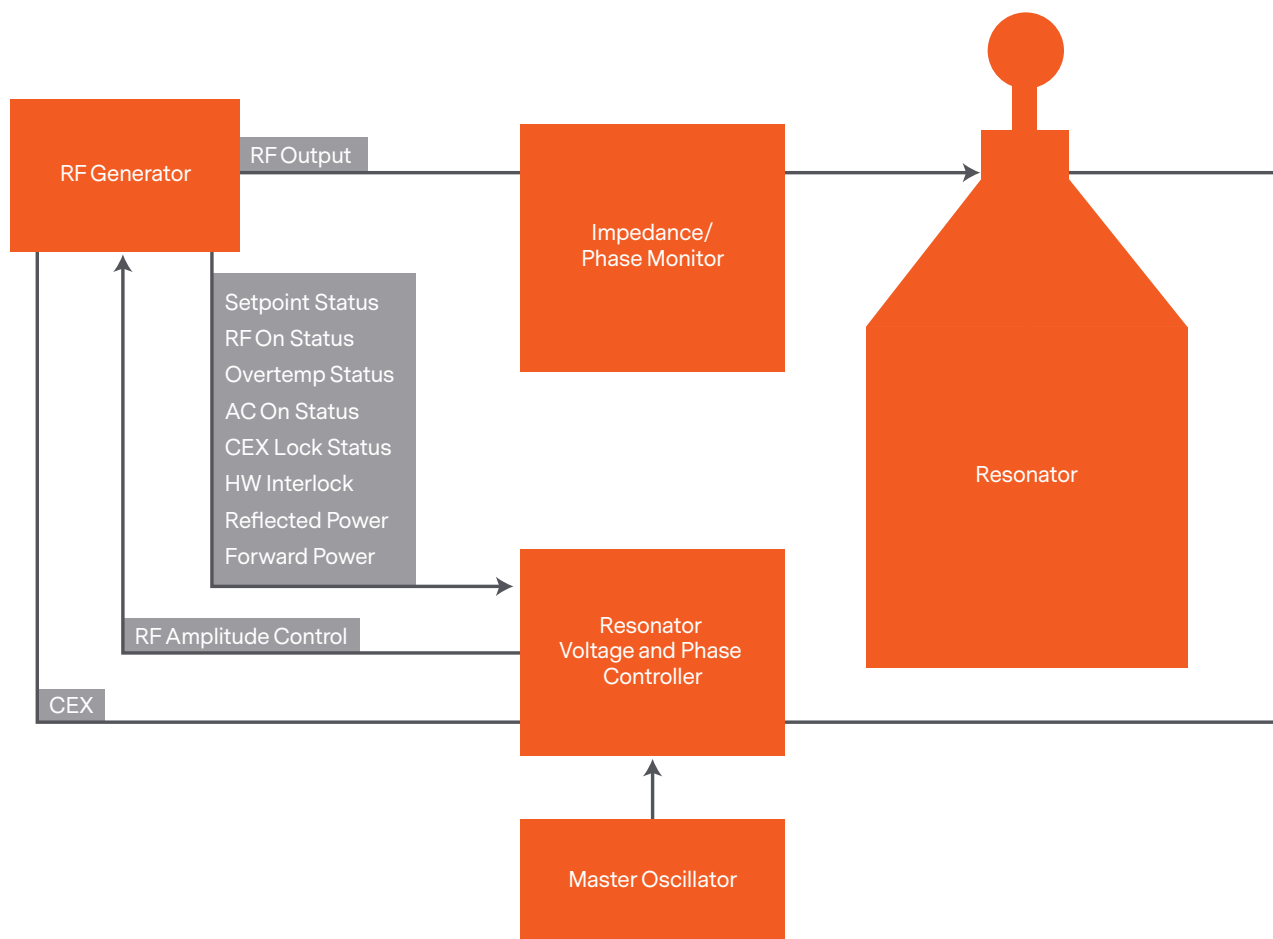 RF Generator
RF Output
Impedance/
Phase Monitor
Setpoint Status
RF On Status
Overtemp Status
AC On Status
CEX Lock Status
HW Interlock
Reflected Power
Forward Power
Resonator
RF Amplitude Control
Resonator
Voltage and Phase
Controller
CEX
Master Oscillator